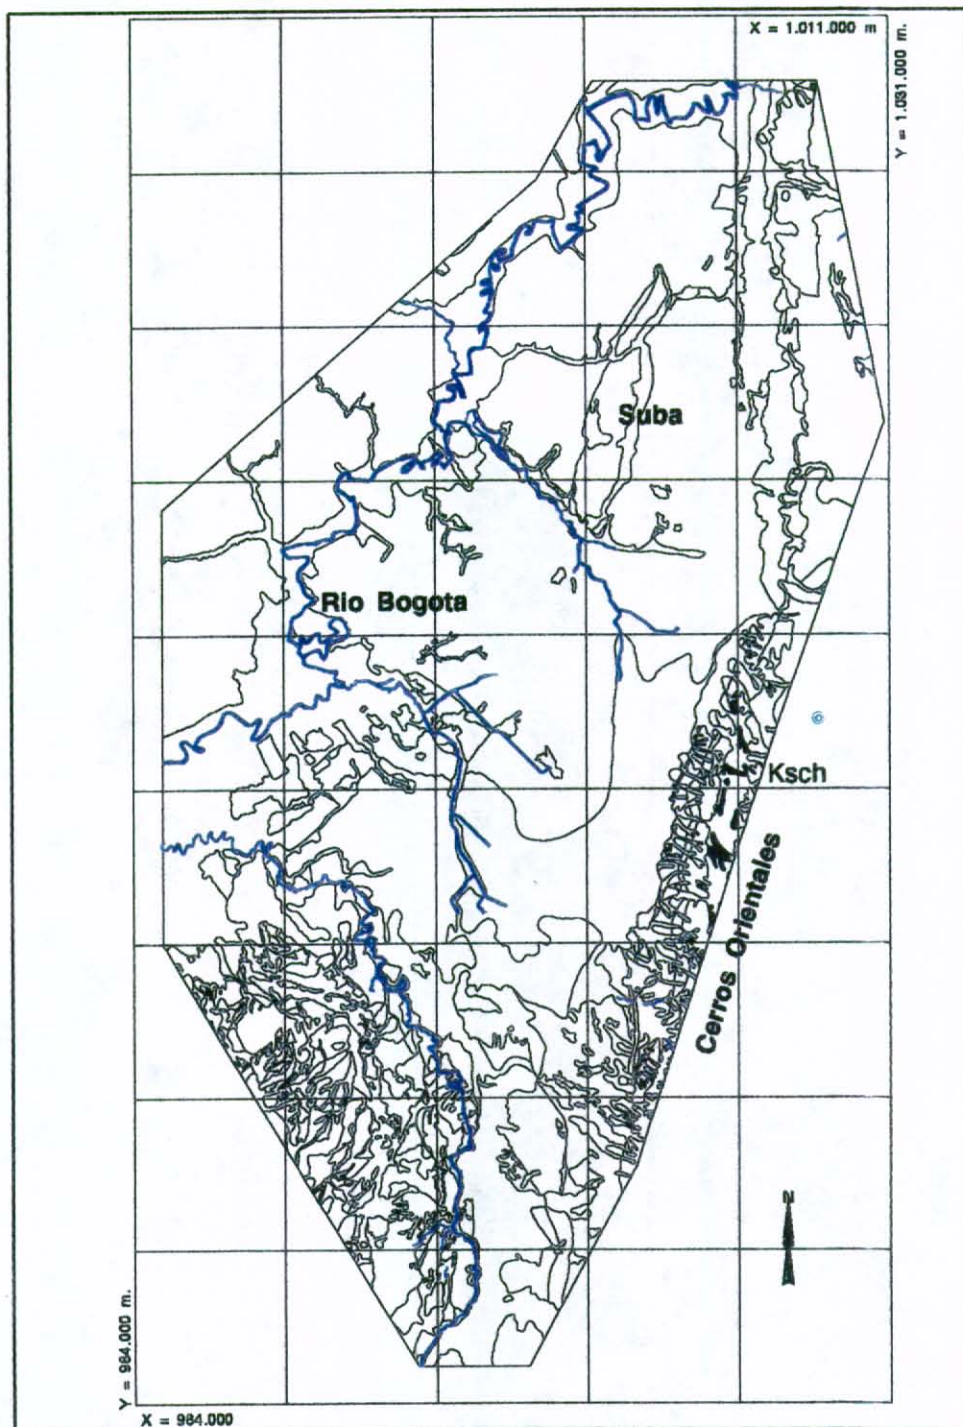 X = 1.011.000 m
Y = 1.031.000 m.
Suba
Rio Bogota
Ksch
Cerros Orientales
N
Y = 984.000 m.
X = 984.000